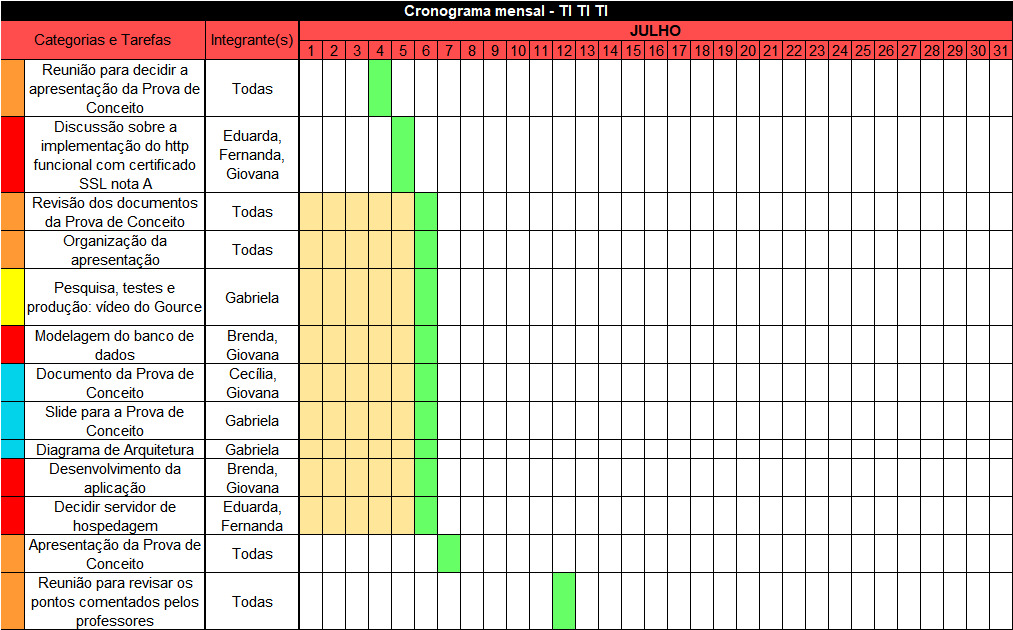 Cronograma mensal - TI TI TI
Categorias e Tarefas
Integrante(s)
JULHO
1 2 3 4 5 6 7 8 9 10 11 12 13 14 15 16 17 18 19 20 21 22 23 24 25 26 27 28 29 30 31
Reunião para decidir a
apresentação da Prova de
Conceito
Todas
Discussão sobre a
implementação do http
funcional com certificado
SSL nota A
Eduarda,
Fernanda,
Giovana
Revisão dos documentos
da Prova de Conceito
Todas
Organização da
apresentação
Todas
Pesquisa, testes e
produção: vídeo do Gource
Gabriela
Modelagem do banco de
dados
Brenda,
Giovana
Documento da Prova de
Conceito
Cecília,
Giovana
Slide para a Prova de
Conceito
Gabriela
Diagrama de Arquitetura
Gabriela
Desenvolvimento da
aplicação
Brenda,
Giovana
Decidir servidor de
hospedagem
Eduarda,
Fernanda
Apresentação da Prova de
Conceito
Todas
Reunião para revisar os
pontos comentados pelos
professores
Todas